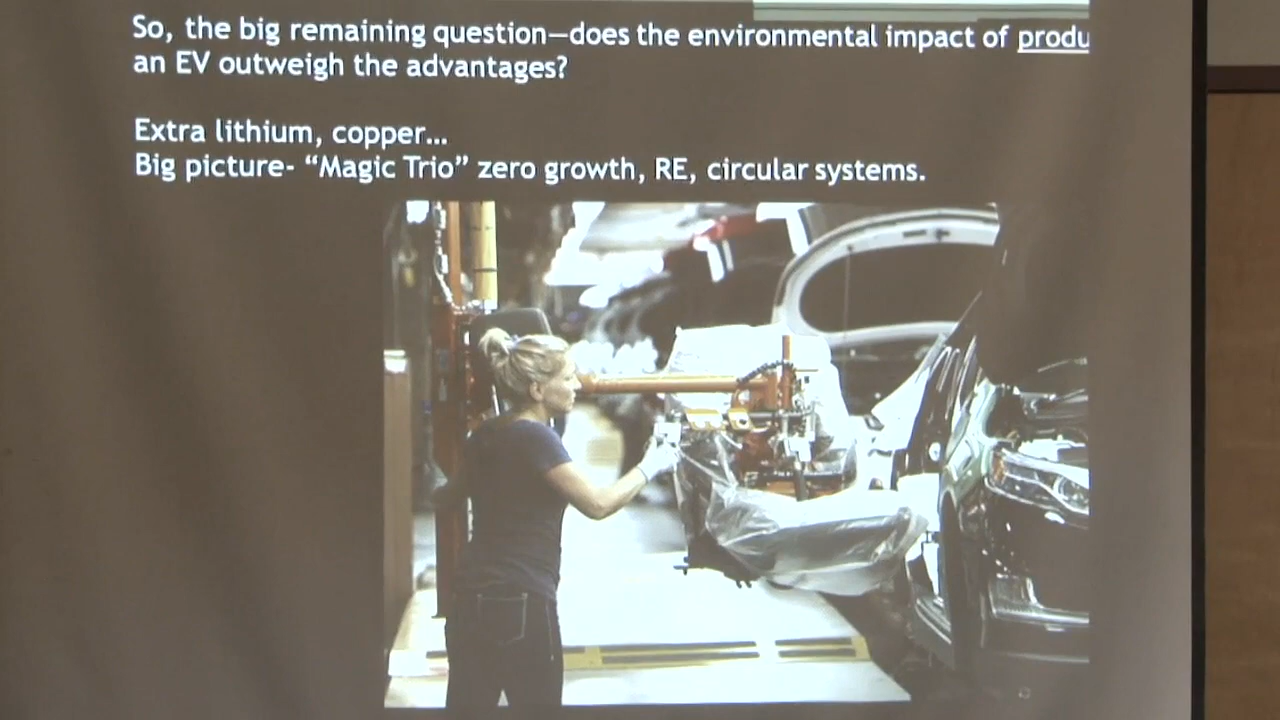 So, the big remaining question—does the environmental impact of produ
an EV outweigh the advantages?
Extra lithium, copper...
Big picture- “Magic Trio” zero growth, RE, circular systems.